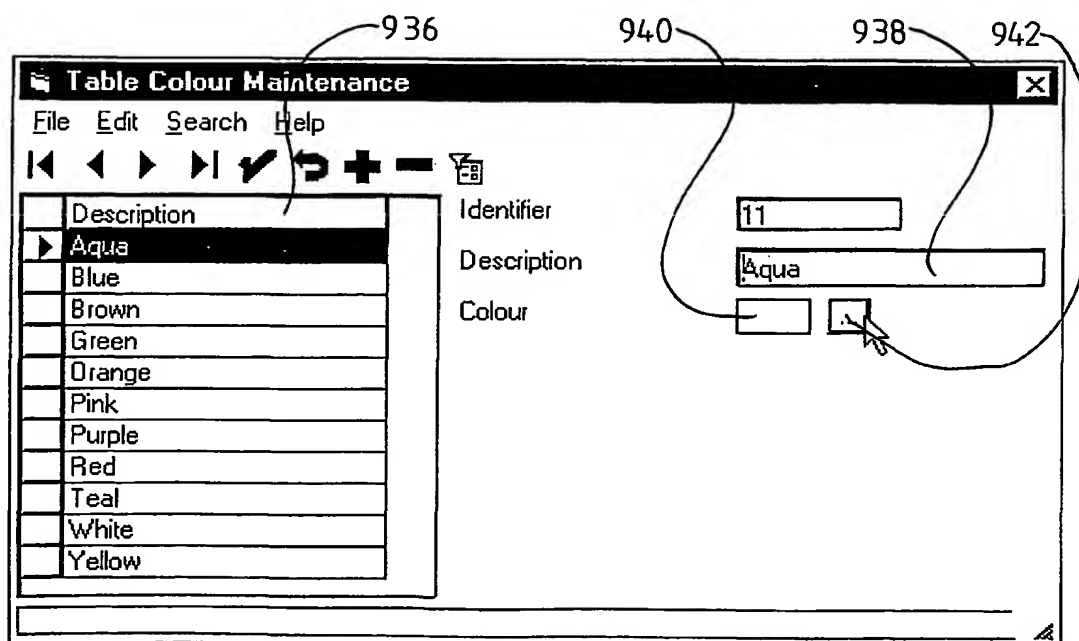 936 940 938 942
Table Colour Maintenance
File Edit Search Help
Description
Aqua
Blue
Brown
Green
Orange
Pink
Purple
Red
Teal
White
Yellow
Identifier 11
Description Aqua
Colour